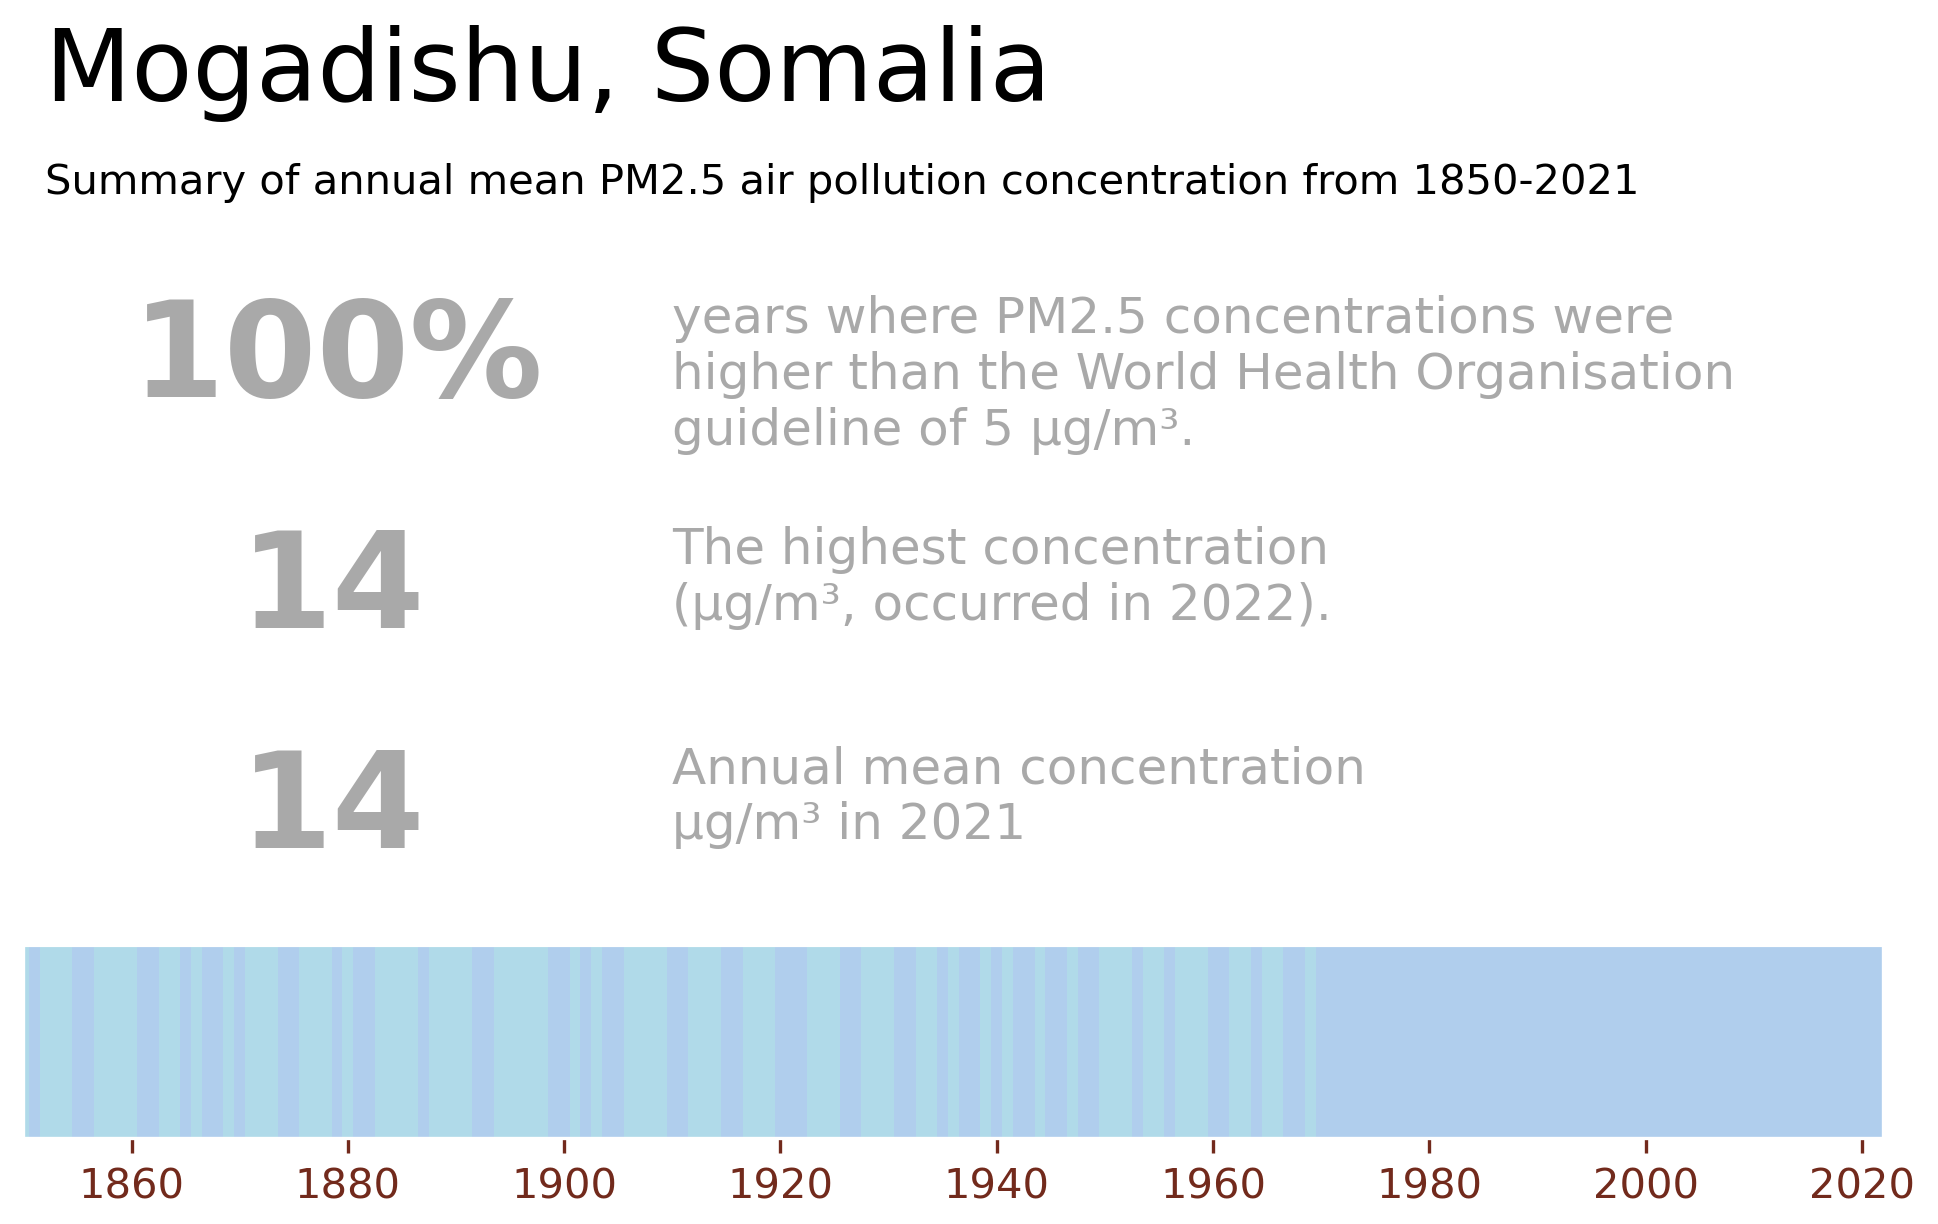 Mogadishu, Somalia
Summary of annual mean PM2.5 air pollution concentration from 1850-2021
100%
years where PM2.5 concentrations were
higher than the World Health Organisation
guideline of 5 µg/m³.
14
The highest concentration
(µg/m³, occurred in 2022).
14
Annual mean concentration
µg/m³ in 2021
1860 1880 1900 1920 1940 1960 1980 2000 2020